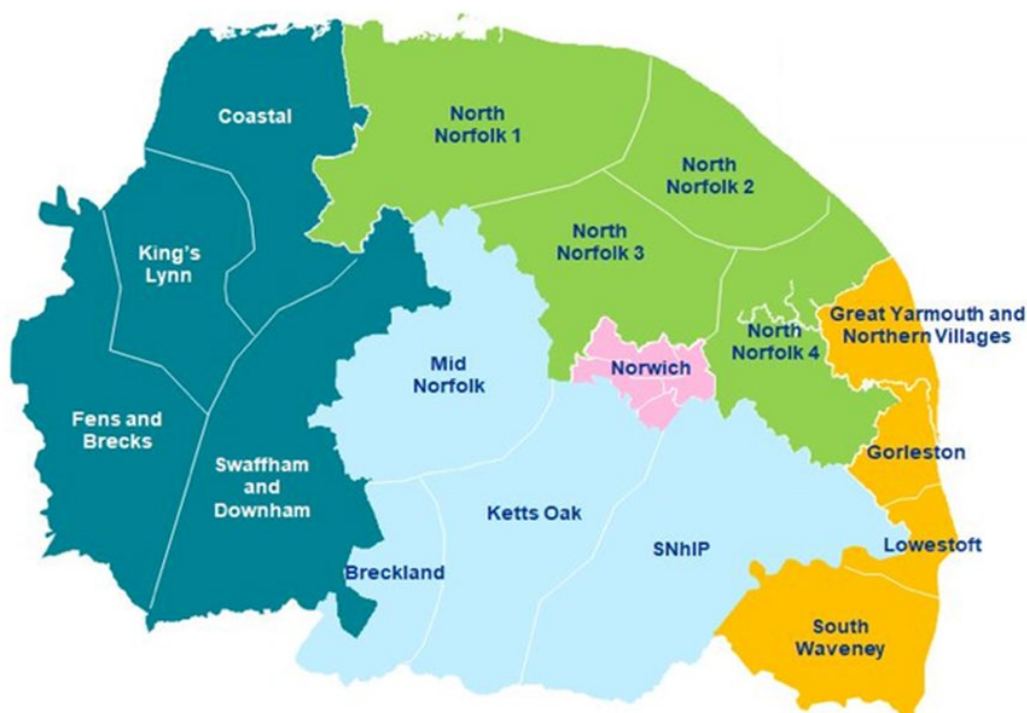 Coastal
North
Norfolk 1
North
Norfolk 2
North
Norfolk 3
King's
Lynn
Great Yarmouth and
Northern Villages
North
Norfolk 4
Mid
Norfolk
Norwich
Fens and
Brecks
Swaffham
and
Downham
Gorleston
Ketts Oak
SNhIP
Lowestoft
Breckland
South
Waveney